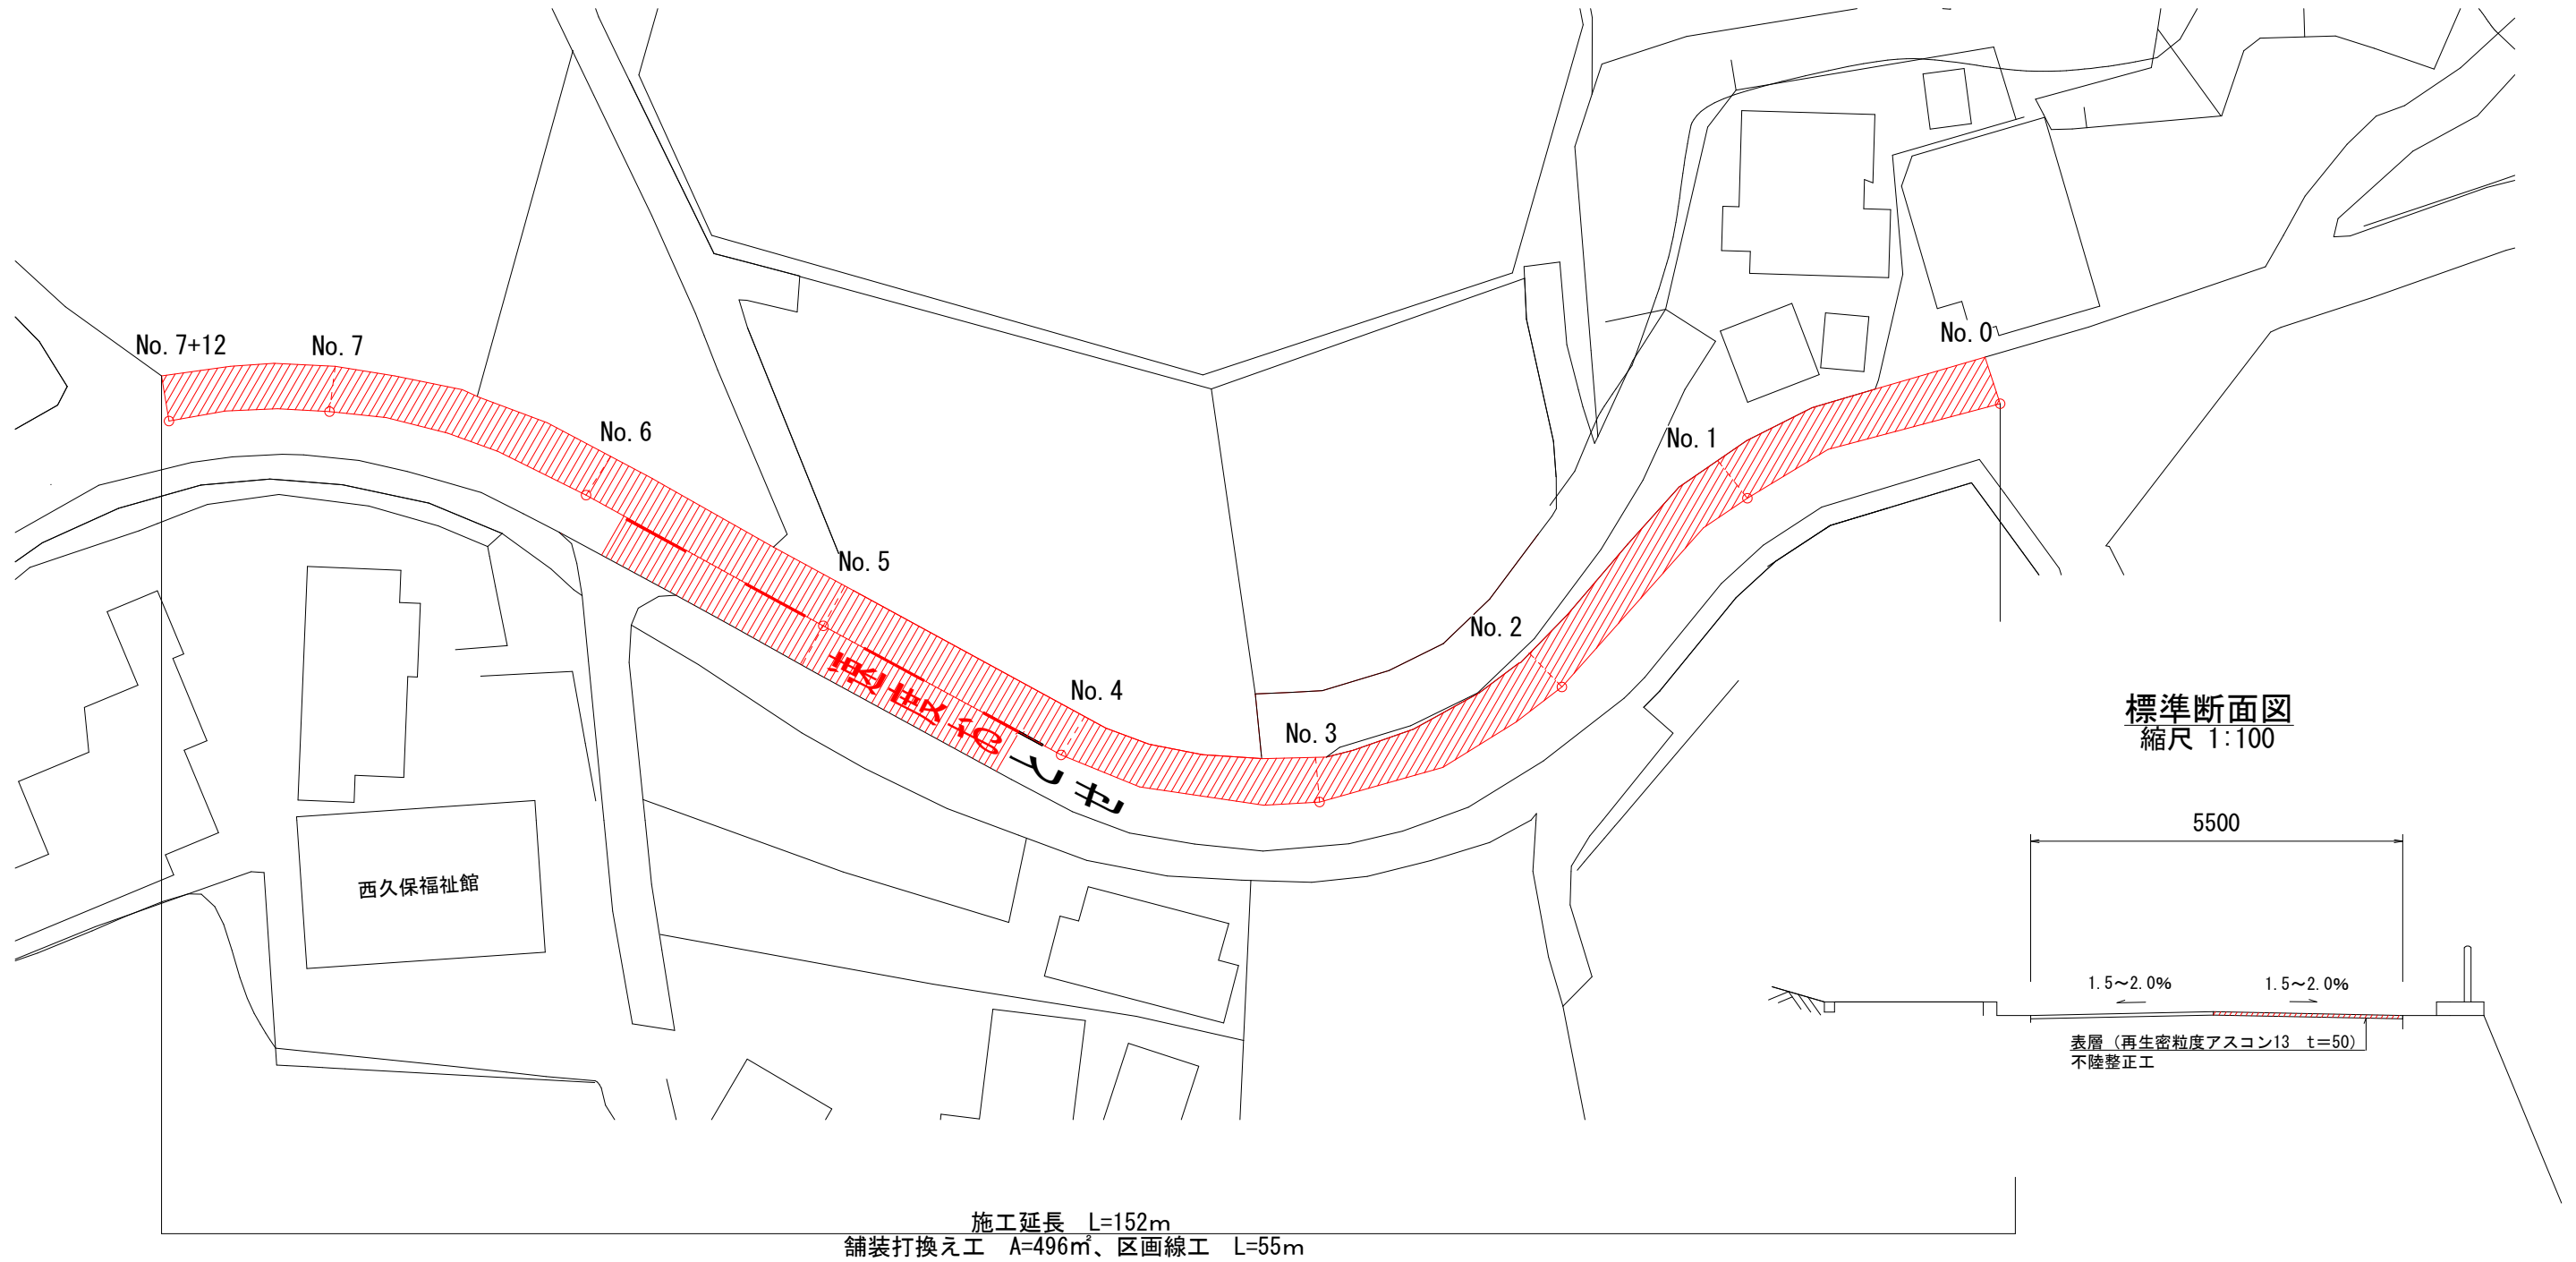 No.7+12
No.7
No.6
No.5
No.4
No.3
No.2
No.1
No.0
西久保福祉館
標準断面図
縮尺 1:100
5500
1.5～2.0%
1.5～2.0%
表層（再生密粒度アスコン13 t=50）
不陸整正工
施工延長 L=152m
舗装打換え工 A=496㎡、区画線工 L=55m